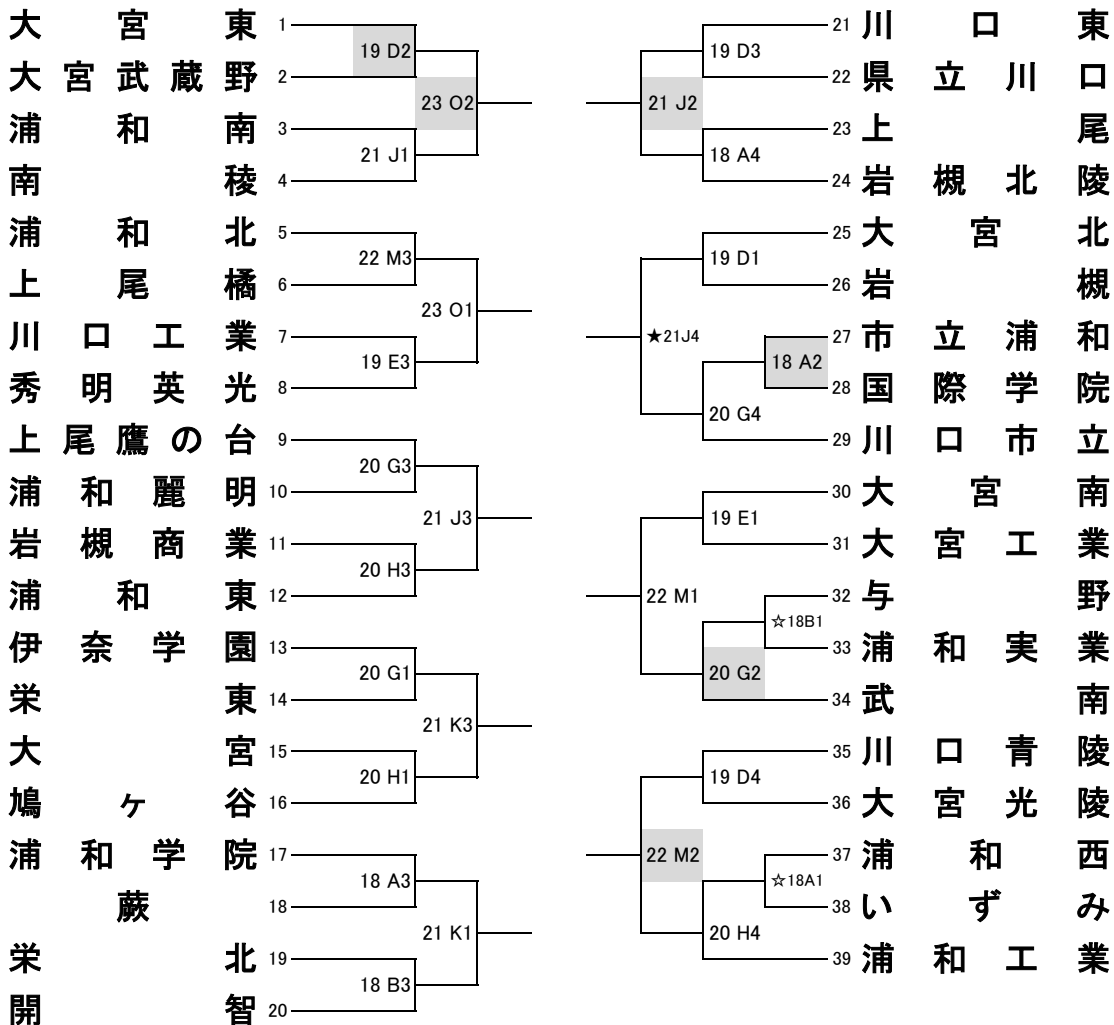 大宮東 1
19 D2
大宮武蔵野 2
23 O2
浦和南 3
21 J1
南稜 4
浦和北 5
22 M3
上尾橘 6
23 O1
川口工業 7
19 E3
秀明英光 8
上尾鷹の台 9
20 G3
浦和麗明 10
21 J3
岩槻商業 11
20 H3
浦和東 12
伊奈学園 13
20 G1
栄東 14
21 K3
大宮 15
20 H1
鳩ヶ谷 16
浦和学院 17
18 A3
蕨 18
21 K1
栄北 19
18 B3
開智 20
21 川口東
19 D3
22 県立川口
21 J2
23 上尾
18 A4
24 岩槻北陵
25 大宮北
19 D1
26 岩槻
★21J4
27 市立浦和
18 A2
28 国際学院
20 G4
29 川口市立
30 大宮南
19 E1
31 大宮工業
22 M1
32 与野
☆18B1
33 浦和実業
20 G2
34 武南
35 川口青陵
19 D4
36 大宮光陵
22 M2
37 浦和西
☆18A1
38 いずみ
20 H4
39 浦和工業